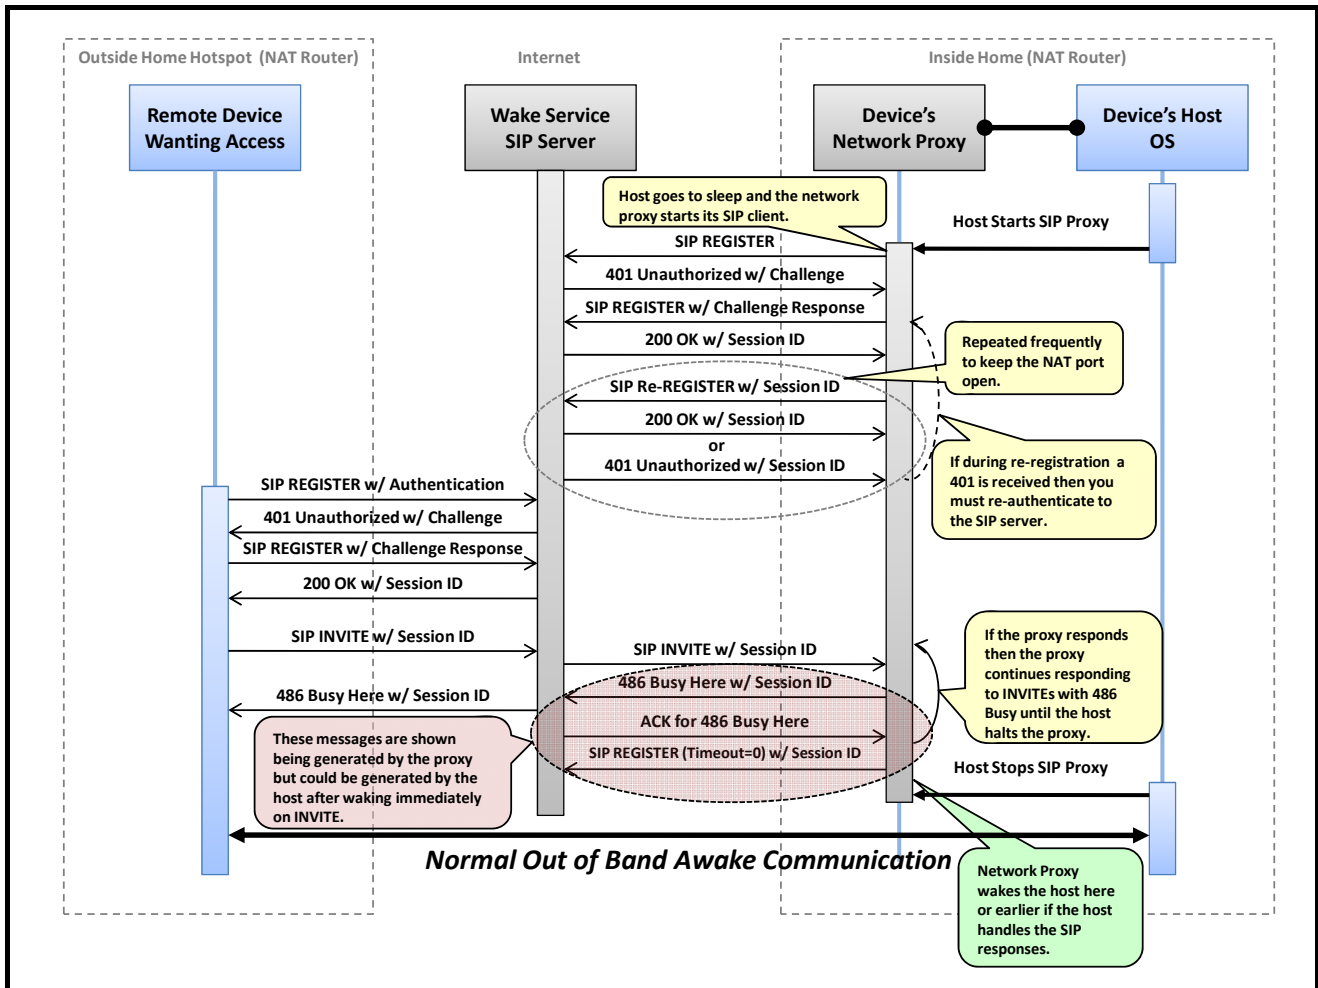 Outside Home Hotspot (NAT Router)
Internet
Inside Home (NAT Router)
Remote Device
Wanting Access
Wake Service
SIP Server
Device's
Network Proxy
Device's Host
OS
Host goes to sleep and the network
proxy starts its SIP client.
Host Starts SIP Proxy
SIP REGISTER
401 Unauthorized w/ Challenge
SIP REGISTER w/ Challenge Response
200 OK w/ Session ID
Repeated frequently
to keep the NAT port
open.
SIP Re-REGISTER w/ Session ID
200 OK w/ Session ID
or
401 Unauthorized w/ Session ID
If during re-registration a
401 is received then you
must re-authenticate to
the SIP server.
SIP REGISTER w/ Authentication
401 Unauthorized w/ Challenge
SIP REGISTER w/ Challenge Response
200 OK w/ Session ID
SIP INVITE w/ Session ID
SIP INVITE w/ Session ID
486 Busy Here w/ Session ID
486 Busy Here w/ Session ID
ACK for 486 Busy Here
SIP REGISTER (Timeout=0) w/ Session ID
If the proxy responds
then the proxy
continues responding
to INVITEs with 486
Busy until the host
halts the proxy.
These messages are shown
being generated by the proxy
but could be generated by the
host after waking immediately
on INVITE.
Host Stops SIP Proxy
Normal Out of Band Awake Communication
Network Proxy
wakes the host here
or earlier if the host
handles the SIP
responses.